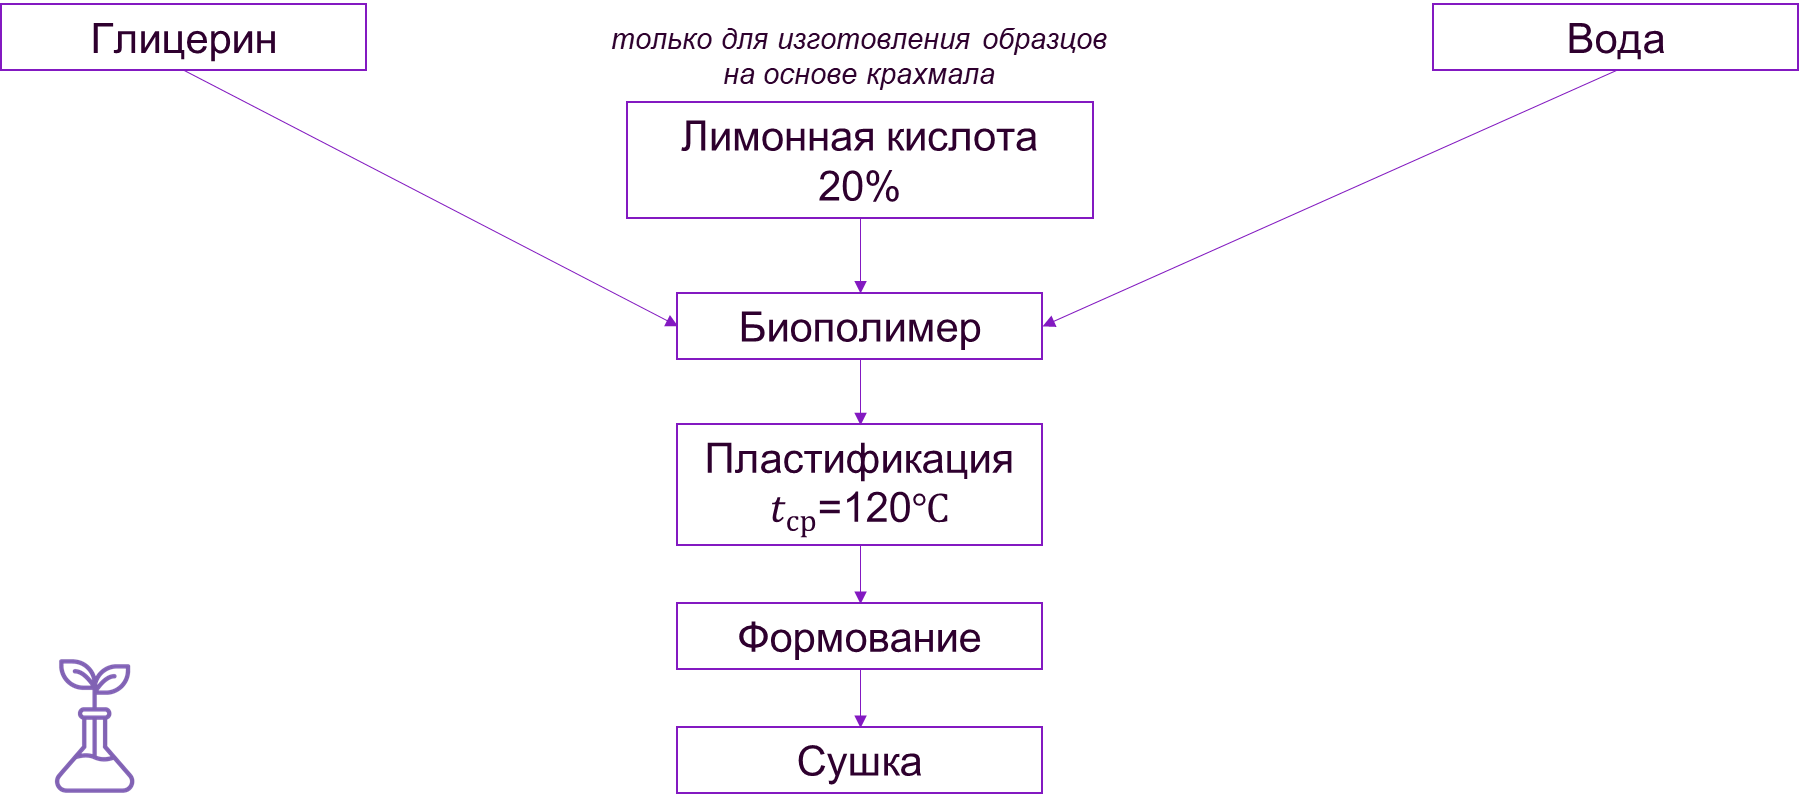 Глицерин
только для изготовления образцов
на основе крахмала
Вода
Лимонная кислота
20%
Биополимер
Пластификация
𝑡ср=120℃
Формование
Сушка